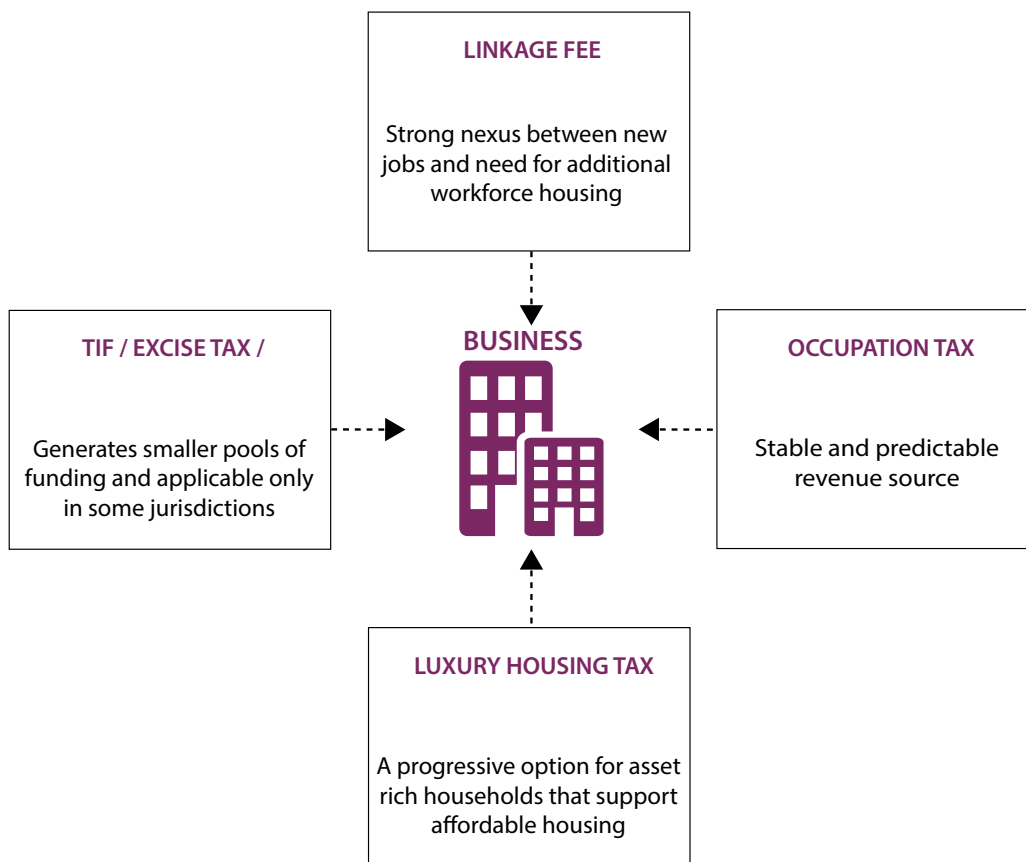 LINKAGE FEE
Strong nexus between new
jobs and need for additional
workforce housing
TIF / EXCISE TAX /
Generates smaller pools of
funding and applicable only
in some jurisdictions
BUSINESS
OCCUPATION TAX
Stable and predictable
revenue source
LUXURY HOUSING TAX
A progressive option for asset
rich households that support
affordable housing